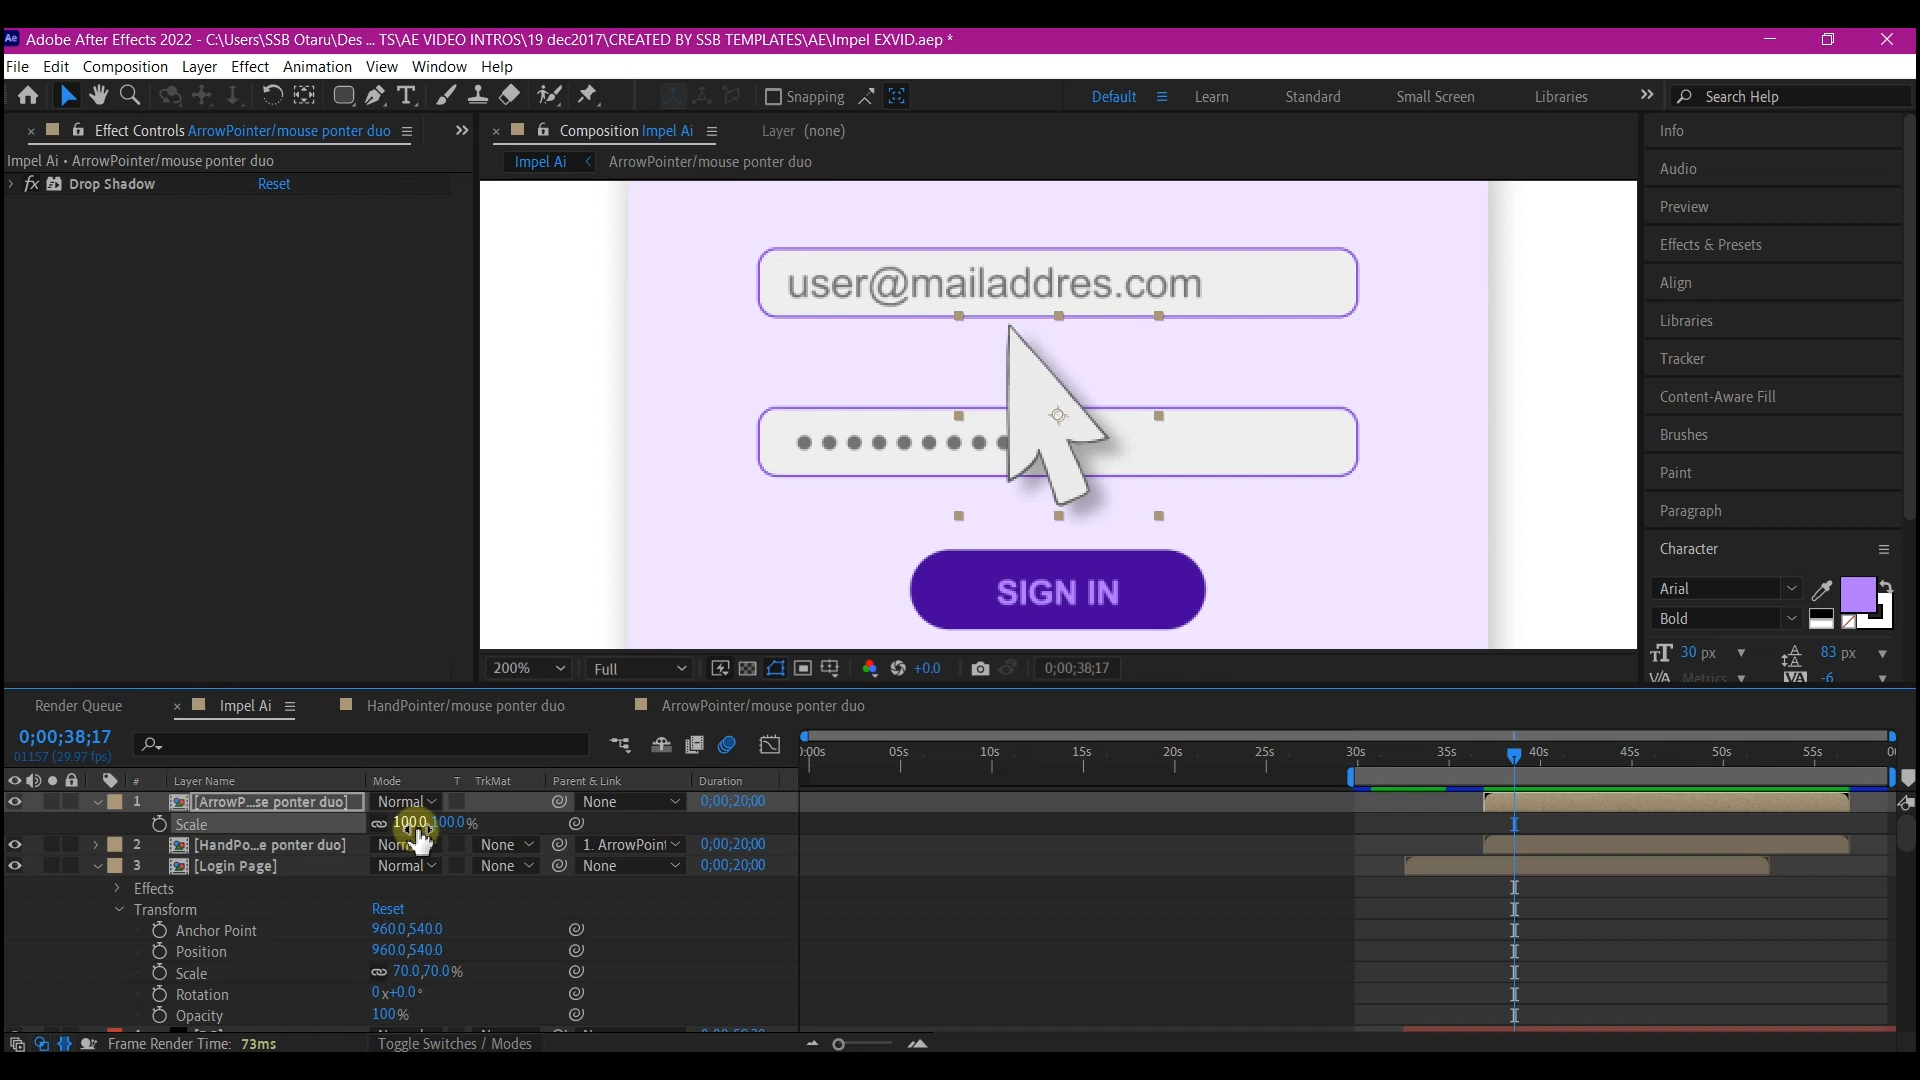 Ae Adobe After Effects 2022 - C:\Users\SSB Otaru\Des ... TS\AE VIDEO INTROS\19 dec2017\CREATED BY SSB TEMPLATES\AE\Impel EXVID.aep *
File Edit Composition Layer Effect Animation View Window Help
Snapping Default Learn Standard Small Screen Libraries Search Help
Effect Controls ArrowPointer/mouse ponter duo
Composition Impel Ai Layer (none)
Impel Ai • ArrowPointer/mouse ponter duo
Impel Ai ArrowPointer/mouse ponter duo
fx Drop Shadow Reset
user@mailaddres.com
SIGN IN
Info
Audio
Preview
Effects & Presets
Align
Libraries
Tracker
Content-Aware Fill
Brushes
Paint
Paragraph
Character
Arial
Bold
30 px 83 px
Metrics -6
200% Full +0.0 0;00;38;17
Render Queue Impel Ai HandPointer/mouse ponter duo ArrowPointer/mouse ponter duo
0;00;38;17
01157 (29.97 fps)
):00s 05s 10s 15s 20s 25s 30s 35s 40s 45s 50s 55s 0(
# Layer Name Mode T TrkMat Parent & Link Duration
1 [ArrowP...se ponter duo] Normal None 0;00;20;00
Scale 100.0,100.0%
2 [HandPo...e ponter duo] None 1. ArrowPoint 0;00;20;00
3 [Login Page] Normal None None 0;00;20;00
Effects
Transform Reset
Anchor Point 960.0,540.0
Position 960.0,540.0
Scale 70.0,70.0%
Rotation 0x+0.0°
Opacity 100%
Frame Render Time: 73ms Toggle Switches / Modes